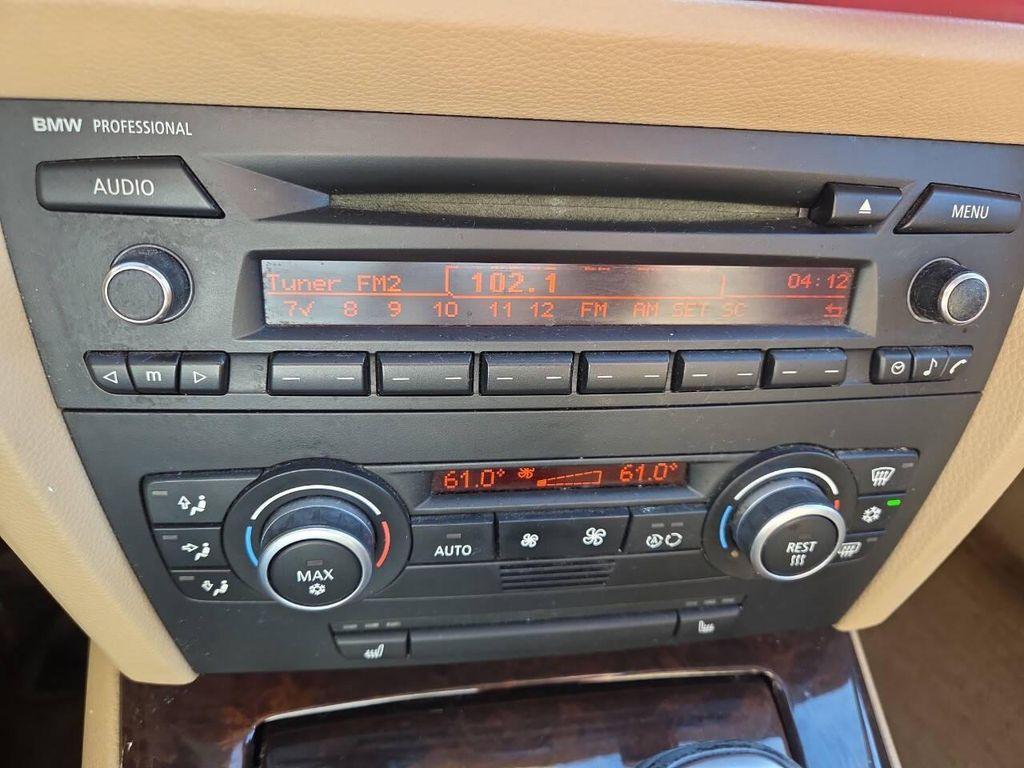 BMW PROFESSIONAL
AUDIO
MENU
Tuner FM2 102.1 04:12
7✓ 8 9 10 11 12 FM AM SET SC
m
61.0° 61.0°
AUTO
MAX
REST